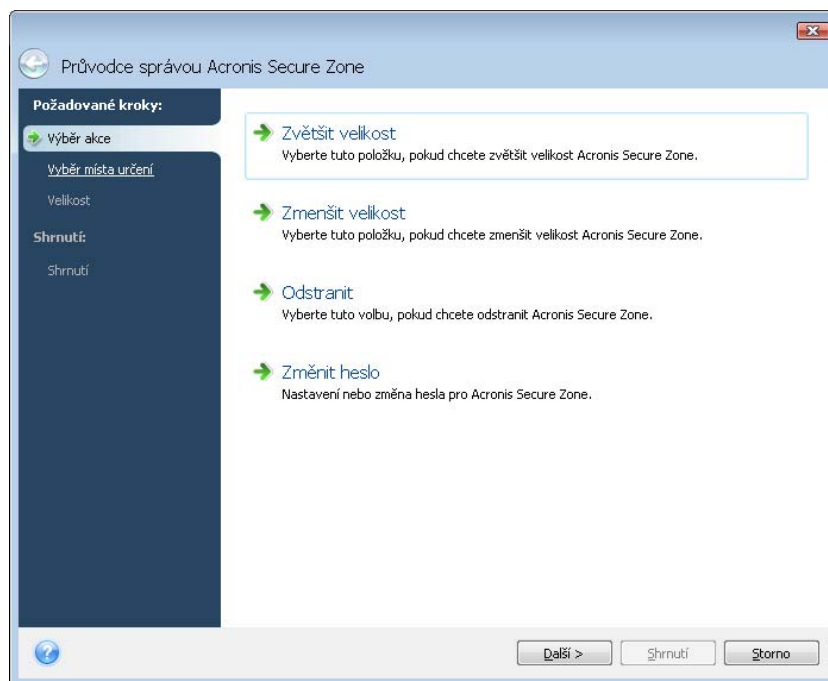 Průvodce správou Acronis Secure Zone
Požadované kroky:
Výběr akce
Vyběr místa určení
Velikost
Shrnutí:
Shrnutí
Zvětšit velikost
Vyberte tuto položku, pokud chcete zvětšit velikost Acronis Secure Zone.
Zmenšit velikost
Vyberte tuto položku, pokud chcete zmenšit velikost Acronis Secure Zone.
Odstranit
Vyberte tuto volbu, pokud chcete odstranit Acronis Secure Zone.
Změnit heslo
Nastavení nebo změna hesla pro Acronis Secure Zone.
Další >
Shrnutí
Storno